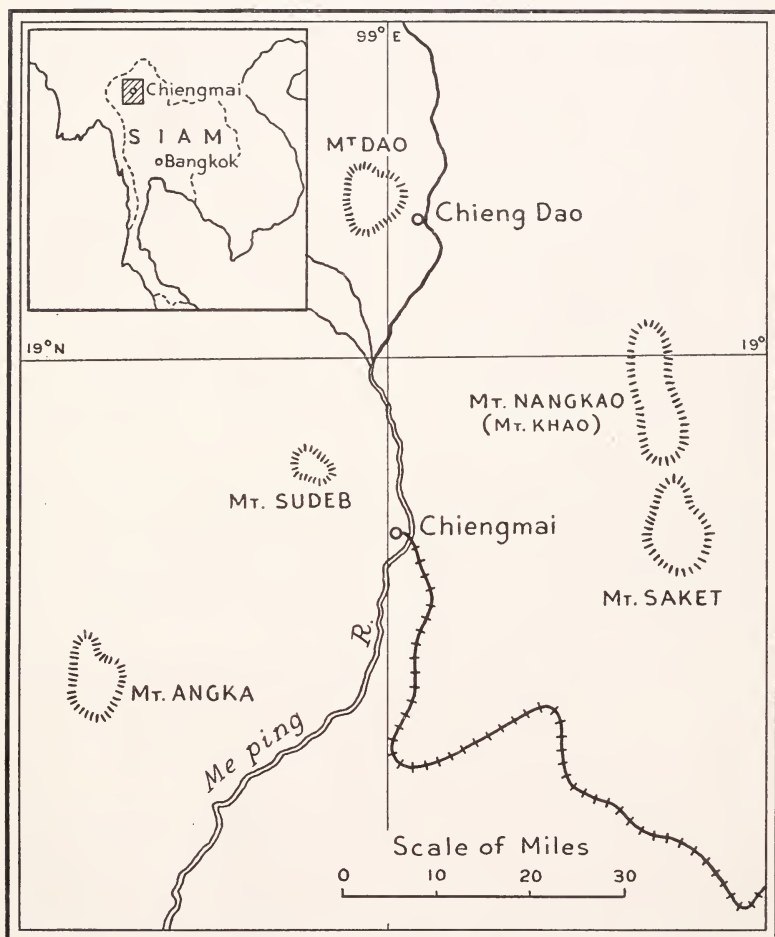 99° E
Chiengmai
SIAM
Bangkok
MT DAO
Chieng Dao
19° N
19°
MT. NANGKAO
(MT. KHAO)
MT. SUDEB
Chiengmai
MT. SAKET
R.
MT. ANGKA
Me ping
Scale of Miles
0 10 20 30